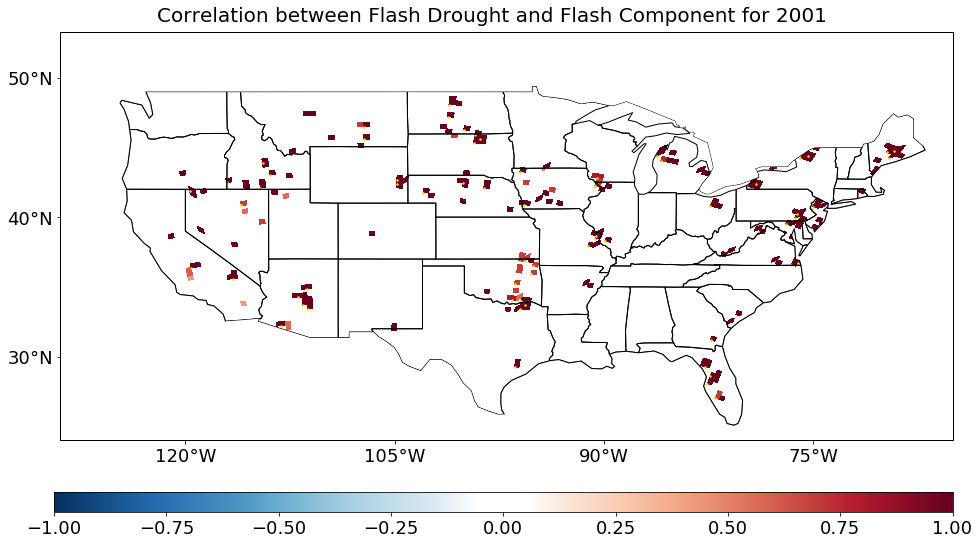 Correlation between Flash Drought and Flash Component for 2001
50°N
40°N
30°N
120°W 105°W 90°W 75°W
−1.00 −0.75 −0.50 −0.25 0.00 0.25 0.50 0.75 1.00